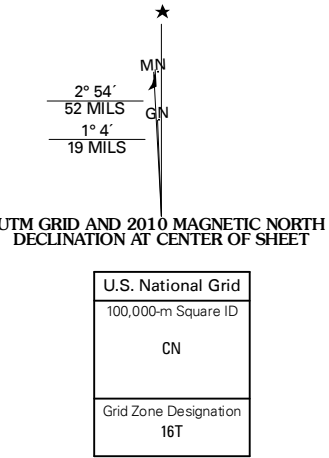 ★
MN
2° 54´
52 MILS
GN
1° 4´
19 MILS
UTM GRID AND 2010 MAGNETIC NORTH
DECLINATION AT CENTER OF SHEET
U.S. National Grid
100,000-m Square ID
CN
Grid Zone Designation
16T